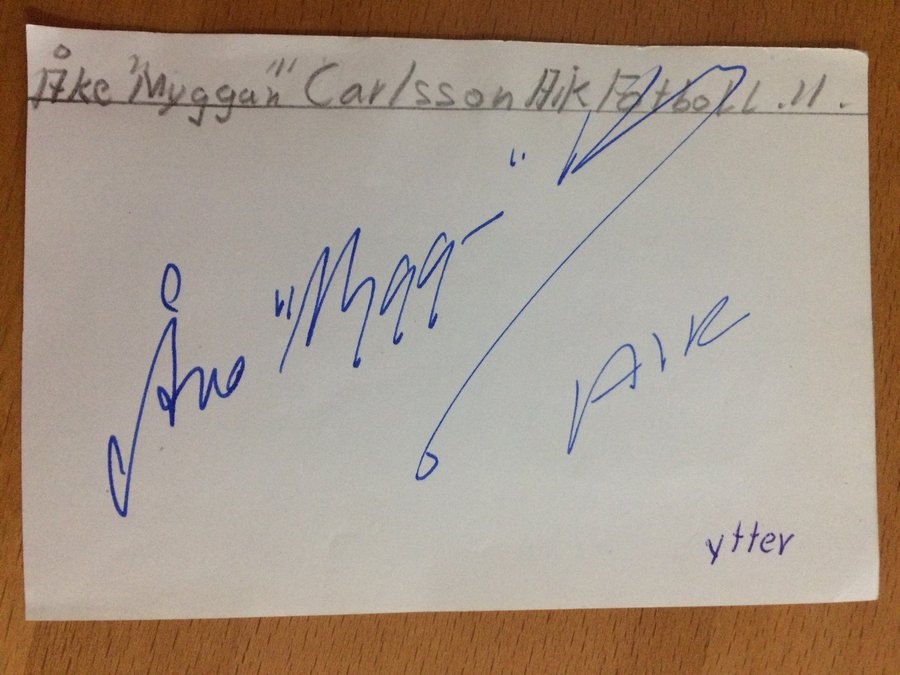 Åke "Myggan" Carlsson Aik Fotboll .11.
Åke "Mygg-"
AIK
ytter